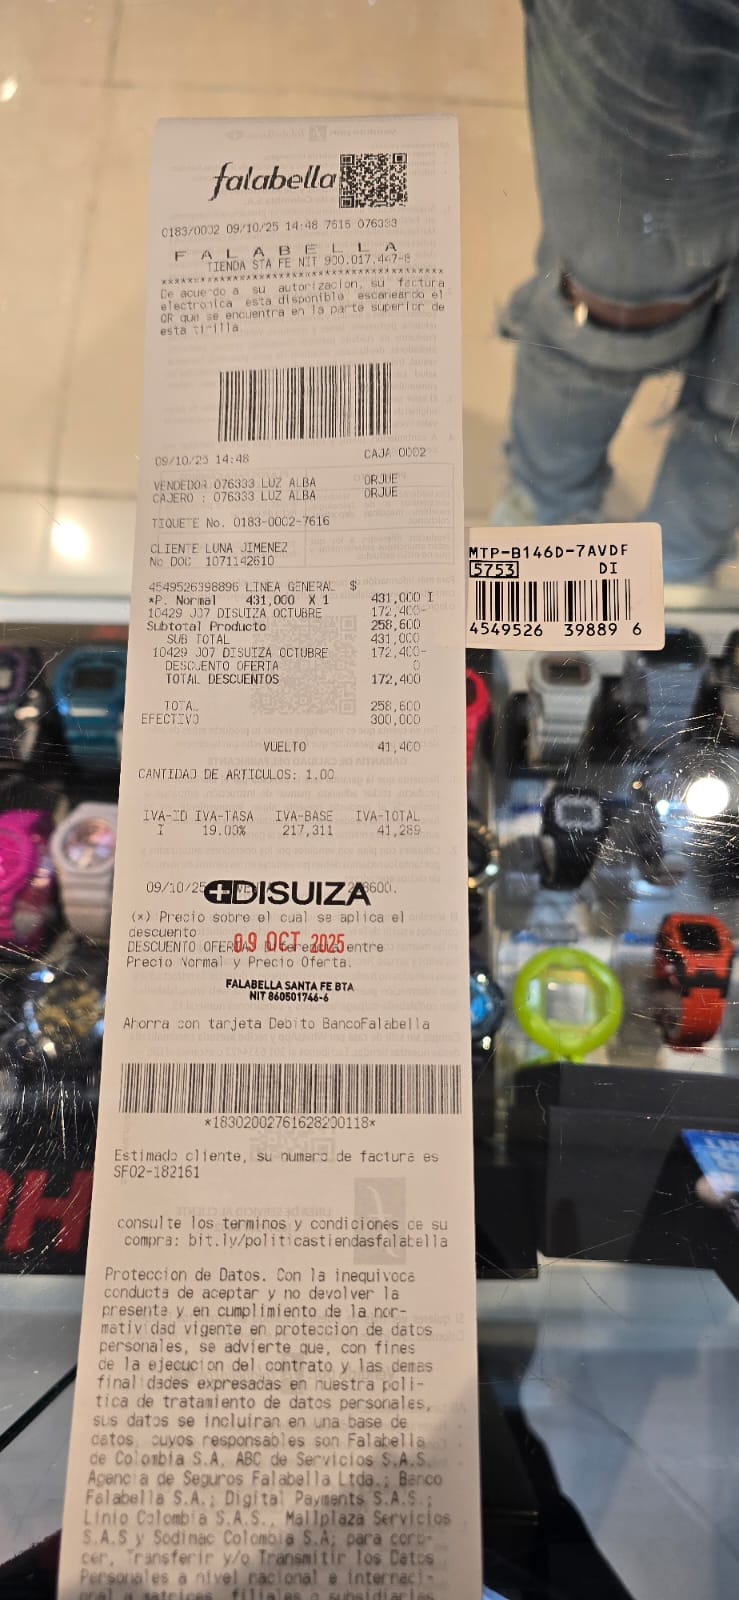 falabella
0183/0002 09/10/25 14:48 7616 076333
F A L A B E L L A
TIENDA STA FE NIT 900.017.447-8
De acuerdo a su autorizacion, su factura
electronica esta disponible escaneando el
QR que se encuentra en la parte superior de
esta tirilla.
09/10/25 14:48 CAJA 0002
VENDEDOR 076333 LUZ ALBA ORJUE
CAJERO : 076333 LUZ ALBA ORJUE
TIQUETE No. 0183-0002-7616
CLIENTE LUNA JIMENEZ
No DOC 1071142610
4549526398896 LINEA GENERAL $
*P. Normal 431,000 X 1 431,000 I
10429 J07 DISUIZA OCTUBRE 172,400-
Subtotal Producto 258,600
SUB TOTAL 431,000
10429 J07 DISUIZA OCTUBRE 172,400-
DESCUENTO OFERTA 0
TOTAL DESCUENTOS 172,400
TOTAL 258,600
EFECTIVO 300,000
VUELTO 41,400
CANTIDAD DE ARTICULOS: 1.00
IVA-ID IVA-TASA IVA-BASE IVA-TOTAL
I 19.00% 217,311 41,289
09/10/25 8600.
DISUIZA
(*) Precio sobre el cual se aplica el
descuento
DESCUENTO OFERTA Diferencia entre
09 OCT 2025
Precio Normal y Precio Oferta.
FALABELLA SANTA FE BTA
NIT 860501746-6
Ahorra con tarjeta Debito BancoFalabella
*18302002761628200118*
Estimado cliente, su numero de factura es
SF02-182161
consulte los terminos y condiciones de su
compra: bit.ly/politicastiendasfalabella
Proteccion de Datos. Con la inequivoca
conducta de aceptar y no devolver la
presente y en cumplimiento de la nor-
matividad vigente en proteccion de datos
personales, se advierte que, con fines
de la ejecucion del contrato y las demas
finalidades expresadas en nuestra poli-
tica de tratamiento de datos personales,
sus datos se incluiran en una base de
datos cuyos responsables son Falabella
de Colombia S.A. ABC de Servicios S.A.S.
Agencia de Seguros Falabella Ltda.; Banco
Falabella S.A.; Digital Payments S.A.S.;
Linio Colombia S.A.S., Mallplaza Servicios
S.A.S y Sodimac Colombia S.A; para cono-
cer, Transferir y/o Transmitir los Datos
Personales a nivel nacional e internaci-
onal a matrices, filiales o subsidiarias
MTP-B146D-7AVDF
5753 DI
4549526 39889 6